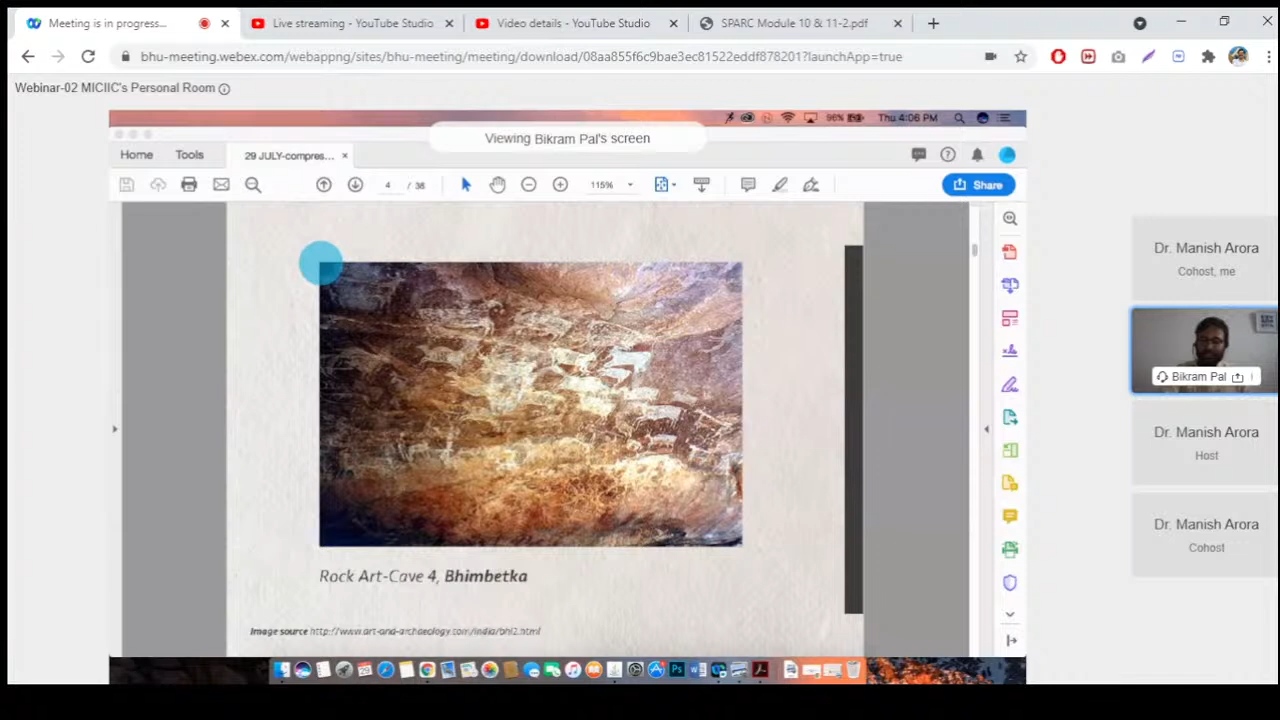 Meeting is in progress...
Live streaming - YouTube Studio
Video details - YouTube Studio
SPARC Module 10 & 11-2.pdf
bhu-meeting.webex.com/webappng/sites/bhu-meeting/meeting/download/08aa855f6c9bae3ec81522eddf878201?launchApp=true
Webinar-02 MICIIC's Personal Room
96%
Thu 4:06 PM
Viewing Bikram Pal's screen
Home
Tools
29 JULY-compres...
4 / 38
115%
Share
Rock Art-Cave 4, Bhimbetka
Image source http://www.art-and-archaeology.com/india/bhi2.html
Dr. Manish Arora
Cohost, me
Bikram Pal
Dr. Manish Arora
Host
Dr. Manish Arora
Cohost